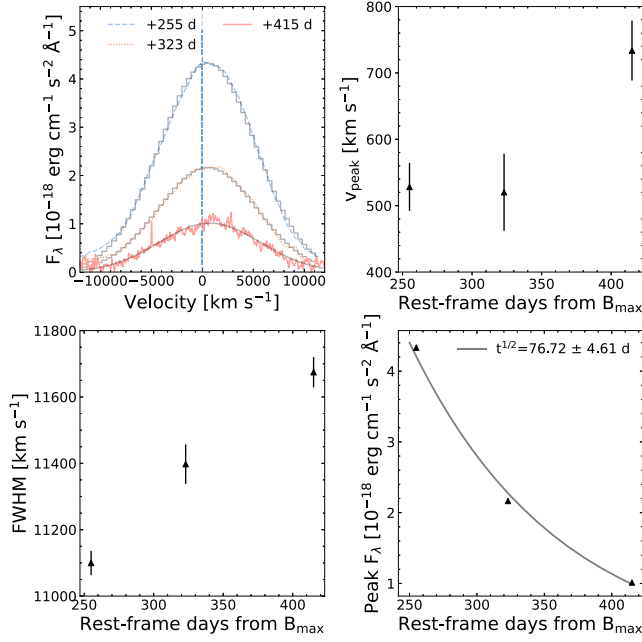 +255 d
+323 d
+415 d
5
4
3
2
1
0
−10000 −5000 0 5000 10000
F_λ [10⁻¹⁸ erg cm⁻¹ s⁻² Å⁻¹]
Velocity [km s⁻¹]
800
700
600
500
400
250 300 350 400
v_peak [km s⁻¹]
Rest-frame days from B_max
11800
11600
11400
11200
11000
250 300 350 400
FWHM [km s⁻¹]
Rest-frame days from B_max
t^1/2=76.72 ± 4.61 d
4
3
2
1
250 300 350 400
Peak F_λ [10⁻¹⁸ erg cm⁻¹ s⁻² Å⁻¹]
Rest-frame days from B_max